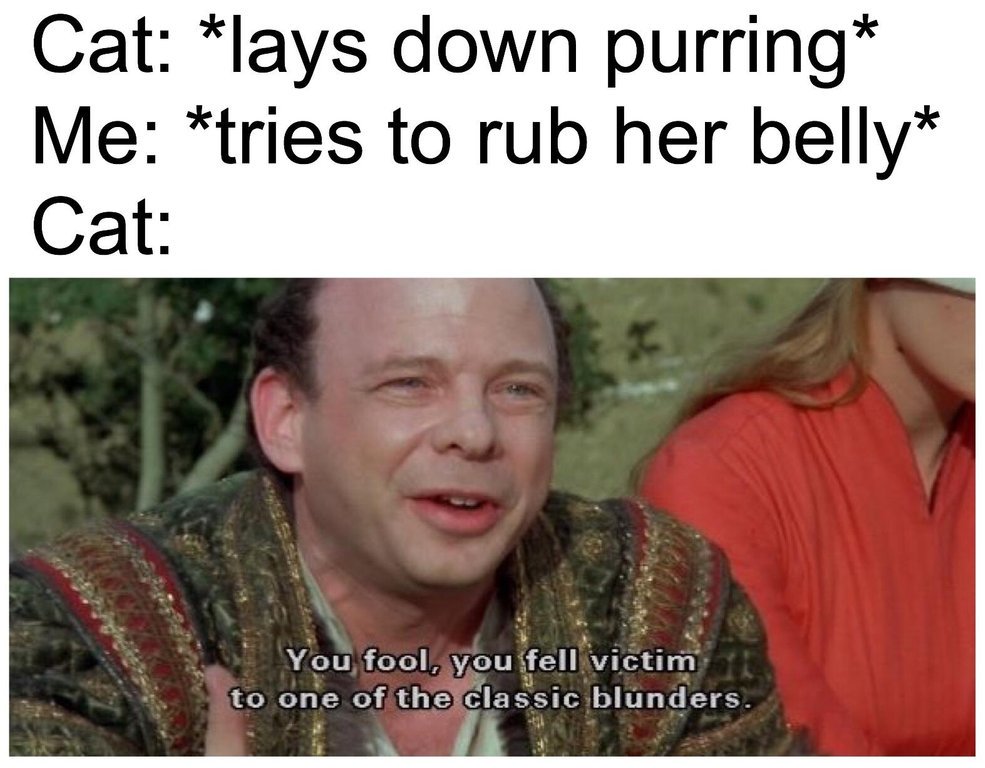 Cat: *lays down purring*
Me: *tries to rub her belly*
Cat:
You fool, you fell victim
to one of the classic blunders.